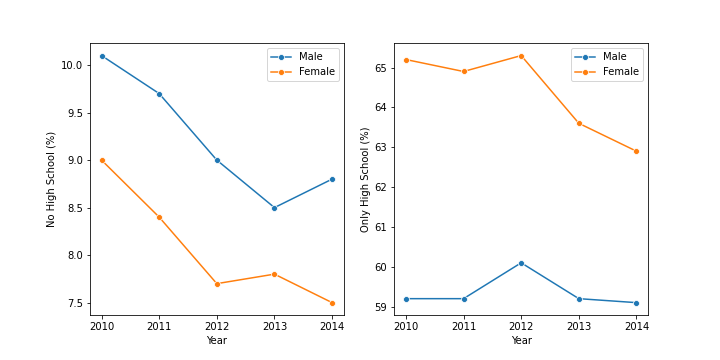 No High School (%)
10.0
9.5
9.0
8.5
8.0
7.5
2010 2011 2012 2013 2014
Year
Male
Female
Only High School (%)
65
64
63
62
61
60
59
2010 2011 2012 2013 2014
Year
Male
Female